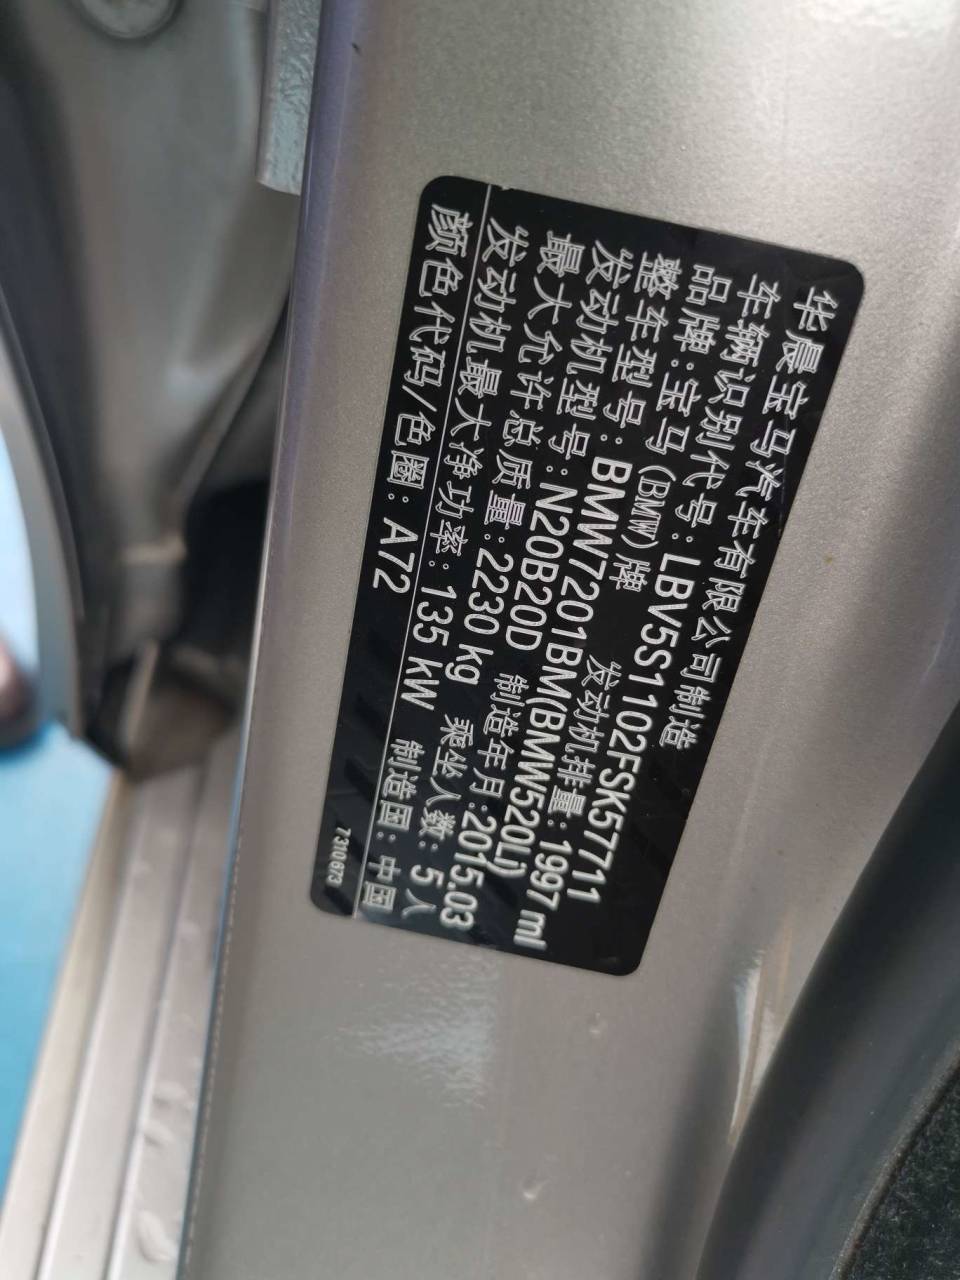 华晨宝马汽车有限公司制造
车辆识别代号: LBV5S1102FSK57711
品牌: 宝马 (BMW) 牌 发动机排量: 1997 ml
整车型号: BMW7201BM(BMW520Li)
发动机型号: N20B20D 制造年月: 2015.03
最大允许总质量: 2230 kg 乘坐人数: 5 人
发动机最大净功率: 135 kW 制造国: 中国
颜色代码/色圈: A72
7310673